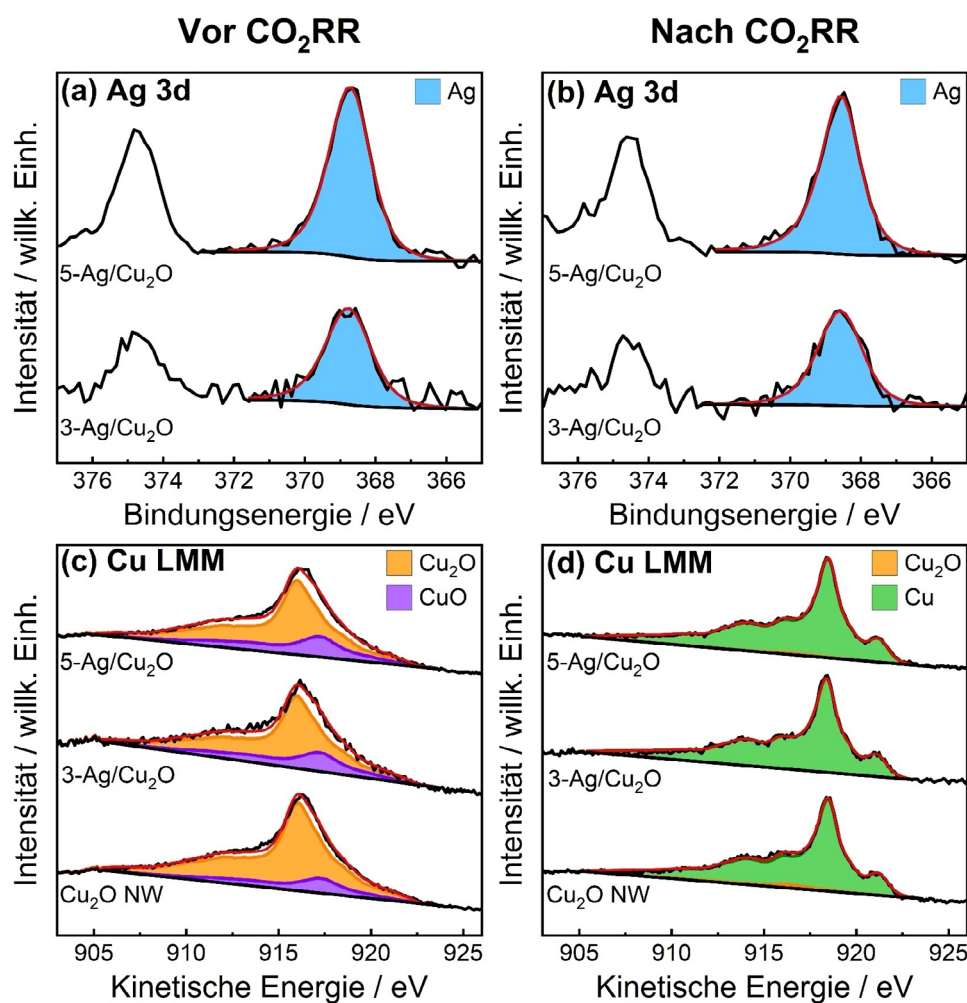 Vor CO₂RR
Nach CO₂RR
(a) Ag 3d
Ag
5-Ag/Cu₂O
3-Ag/Cu₂O
Intensität / willk. Einh.
376 374 372 370 368 366
Bindungsenergie / eV
(b) Ag 3d
Ag
5-Ag/Cu₂O
3-Ag/Cu₂O
Intensität / willk. Einh.
376 374 372 370 368 366
Bindungsenergie / eV
(c) Cu LMM
Cu₂O
CuO
5-Ag/Cu₂O
3-Ag/Cu₂O
Cu₂O NW
Intensität / willk. Einh.
905 910 915 920 925
Kinetische Energie / eV
(d) Cu LMM
Cu₂O
Cu
5-Ag/Cu₂O
3-Ag/Cu₂O
Cu₂O NW
Intensität / willk. Einh.
905 910 915 920 925
Kinetische Energie / eV